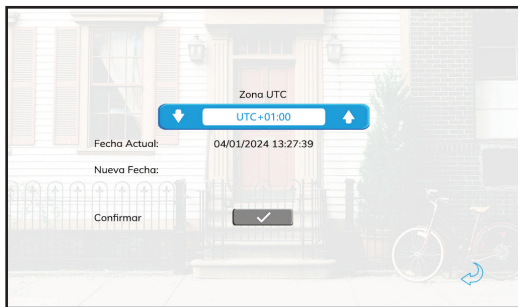 Zona UTC
UTC+01:00
Fecha Actual: 04/01/2024 13:27:39
Nueva Fecha:
Confirmar